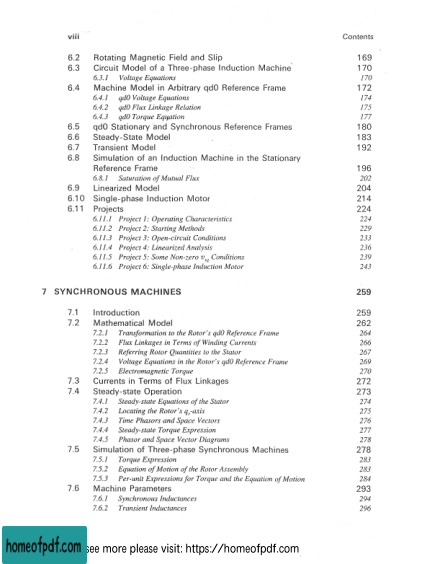 viii Contents
6.2 Rotating Magnetic Field and Slip 169
6.3 Circuit Model of a Three-phase Induction Machine 170
6.3.1 Voltage Equations 170
6.4 Machine Model in Arbitrary qd0 Reference Frame 172
6.4.1 qd0 Voltage Equations 174
6.4.2 qd0 Flux Linkage Relation 175
6.4.3 qd0 Torque Equation 177
6.5 qd0 Stationary and Synchronous Reference Frames 180
6.6 Steady-State Model 183
6.7 Transient Model 192
6.8 Simulation of an Induction Machine in the Stationary
Reference Frame 196
6.8.1 Saturation of Mutual Flux 202
6.9 Linearized Model 204
6.10 Single-phase Induction Motor 214
6.11 Projects 224
6.11.1 Project 1: Operating Characteristics 224
6.11.2 Project 2: Starting Methods 229
6.11.3 Project 3: Open-circuit Conditions 233
6.11.4 Project 4: Linearized Analysis 236
6.11.5 Project 5: Some Non-zero v_sg Conditions 239
6.11.6 Project 6: Single-phase Induction Motor 243
7 SYNCHRONOUS MACHINES 259
7.1 Introduction 259
7.2 Mathematical Model 262
7.2.1 Transformation to the Rotor's qd0 Reference Frame 264
7.2.2 Flux Linkages in Terms of Winding Currents 266
7.2.3 Referring Rotor Quantities to the Stator 267
7.2.4 Voltage Equations in the Rotor's qd0 Reference Frame 269
7.2.5 Electromagnetic Torque 270
7.3 Currents in Terms of Flux Linkages 272
7.4 Steady-state Operation 273
7.4.1 Steady-state Equations of the Stator 274
7.4.2 Locating the Rotor's q_r-axis 275
7.4.3 Time Phasors and Space Vectors 276
7.4.4 Steady-state Torque Expression 277
7.4.5 Phasor and Space Vector Diagrams 278
7.5 Simulation of Three-phase Synchronous Machines 278
7.5.1 Torque Expression 283
7.5.2 Equation of Motion of the Rotor Assembly 283
7.5.3 Per-unit Expressions for Torque and the Equation of Motion 284
7.6 Machine Parameters 293
7.6.1 Synchronous Inductances 294
7.6.2 Transient Inductances 296
homeofpdf.com see more please visit: https://homeofpdf.com